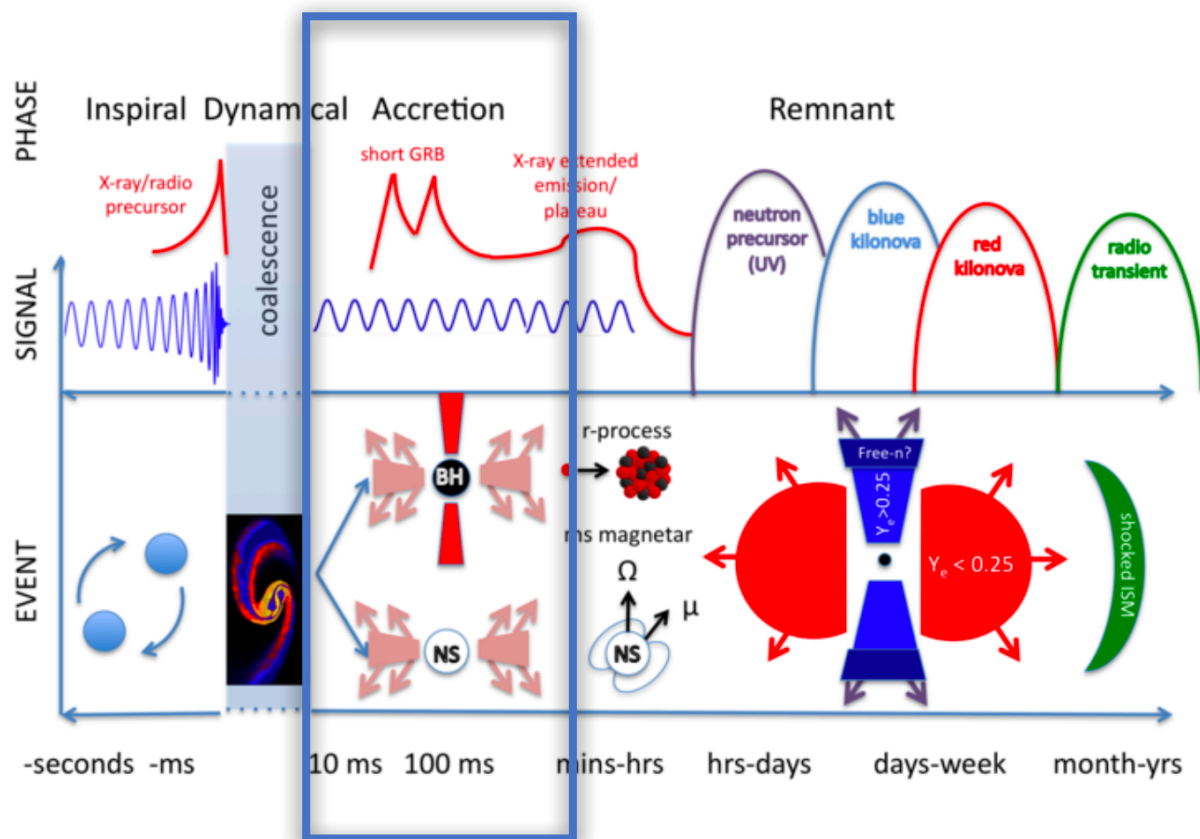 PHASE
Inspiral Dynamical Accretion Remnant
short GRB
X-ray/radio
precursor
coalescence
X-ray extended
emission/
plateau
neutron
precursor
(UV)
blue
kilonova
red
kilonova
radio
transient
SIGNAL
EVENT
BH
NS
r-process
ms magnetar
Ω
μ
NS
Free-n?
Yₑ>0.25
Yₑ < 0.25
shocked ISM
-seconds -ms 10 ms 100 ms mins-hrs hrs-days days-week month-yrs